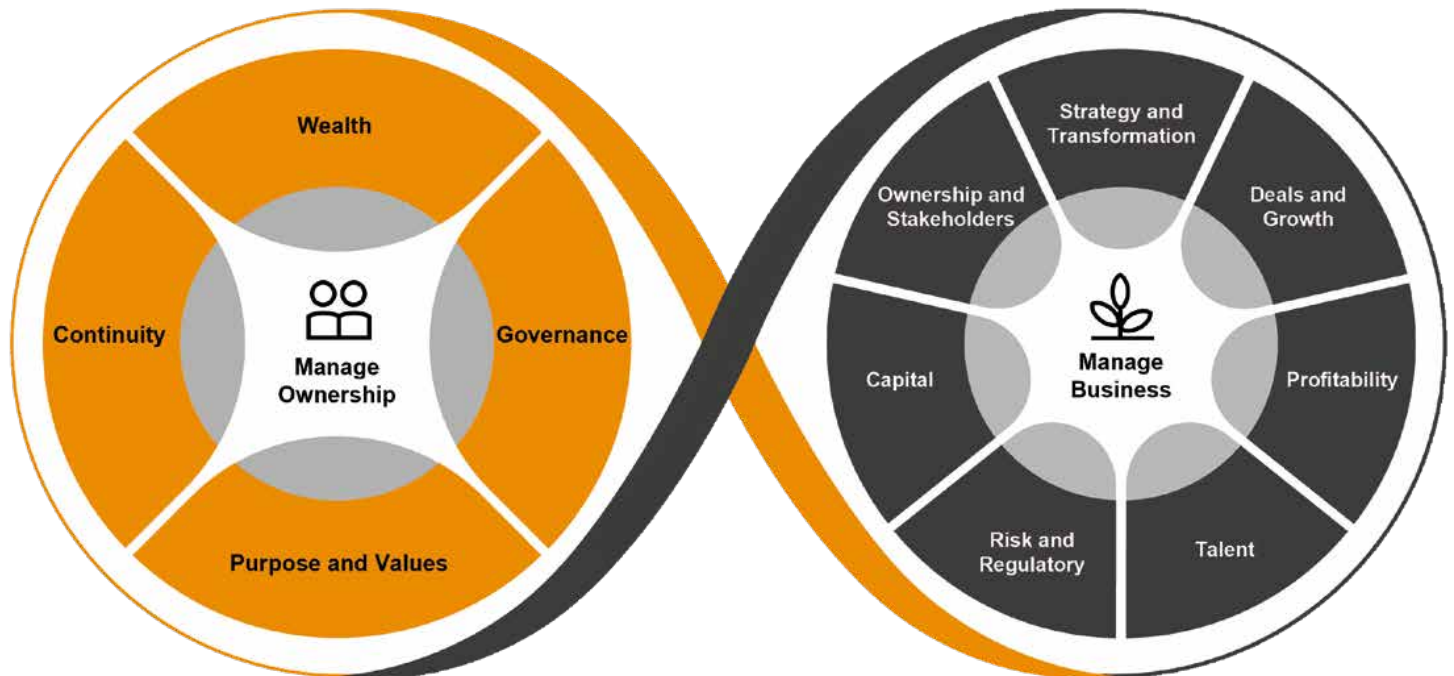 Wealth
Continuity
Manage
Ownership
Governance
Purpose and Values
Strategy and
Transformation
Ownership and
Stakeholders
Deals and
Growth
Capital
Manage
Business
Profitability
Risk and
Regulatory
Talent